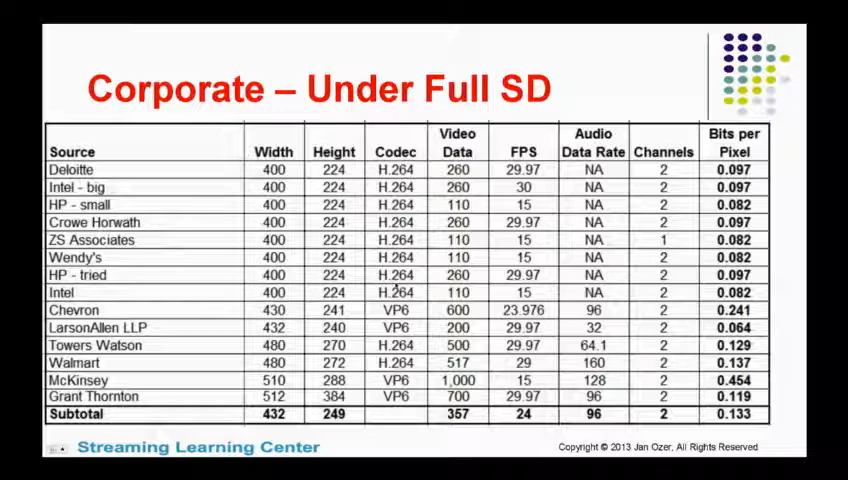 Corporate – Under Full SD
Source Width Height Codec Video Data FPS Audio Data Rate Channels Bits per Pixel
Deloitte 400 224 H.264 260 29.97 NA 2 0.097
Intel - big 400 224 H.264 260 30 NA 2 0.097
HP - small 400 224 H.264 110 15 NA 2 0.082
Crowe Horwath 400 224 H.264 260 29.97 NA 2 0.097
ZS Associates 400 224 H.264 110 15 NA 1 0.082
Wendy's 400 224 H.264 110 15 NA 2 0.082
HP - tried 400 224 H.264 260 29.97 NA 2 0.097
Intel 400 224 H.264 110 15 NA 2 0.082
Chevron 430 241 VP6 600 23.976 96 2 0.241
LarsonAllen LLP 432 240 VP6 200 29.97 32 2 0.064
Towers Watson 480 270 H.264 500 29.97 64.1 2 0.129
Walmart 480 272 H.264 517 29 160 2 0.137
McKinsey 510 288 VP6 1,000 15 128 2 0.454
Grant Thornton 512 384 VP6 700 29.97 96 2 0.119
Subtotal 432 249 357 24 96 2 0.133
Streaming Learning Center
Copyright © 2013 Jan Ozer, All Rights Reserved